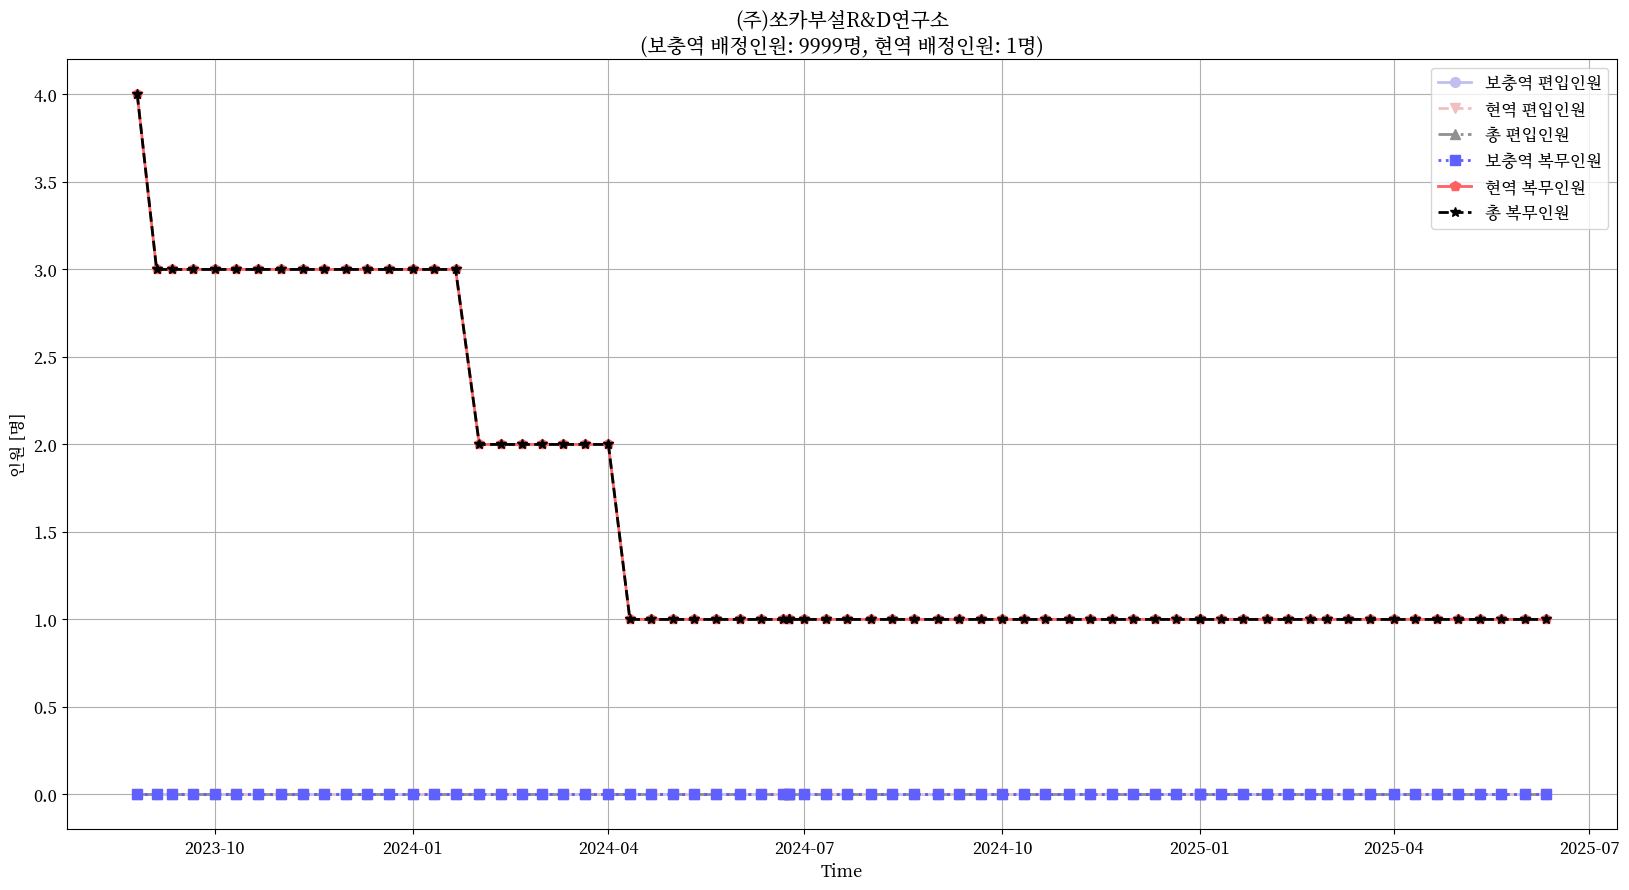 (주)쏘카부설R&D연구소
(보충역 배정인원: 9999명, 현역 배정인원: 1명)
보충역 편입인원
현역 편입인원
총 편입인원
보충역 복무인원
현역 복무인원
총 복무인원
인원 [명]
4.0
3.5
3.0
2.5
2.0
1.5
1.0
0.5
0.0
2023-10 2024-01 2024-04 2024-07 2024-10 2025-01 2025-04 2025-07
Time